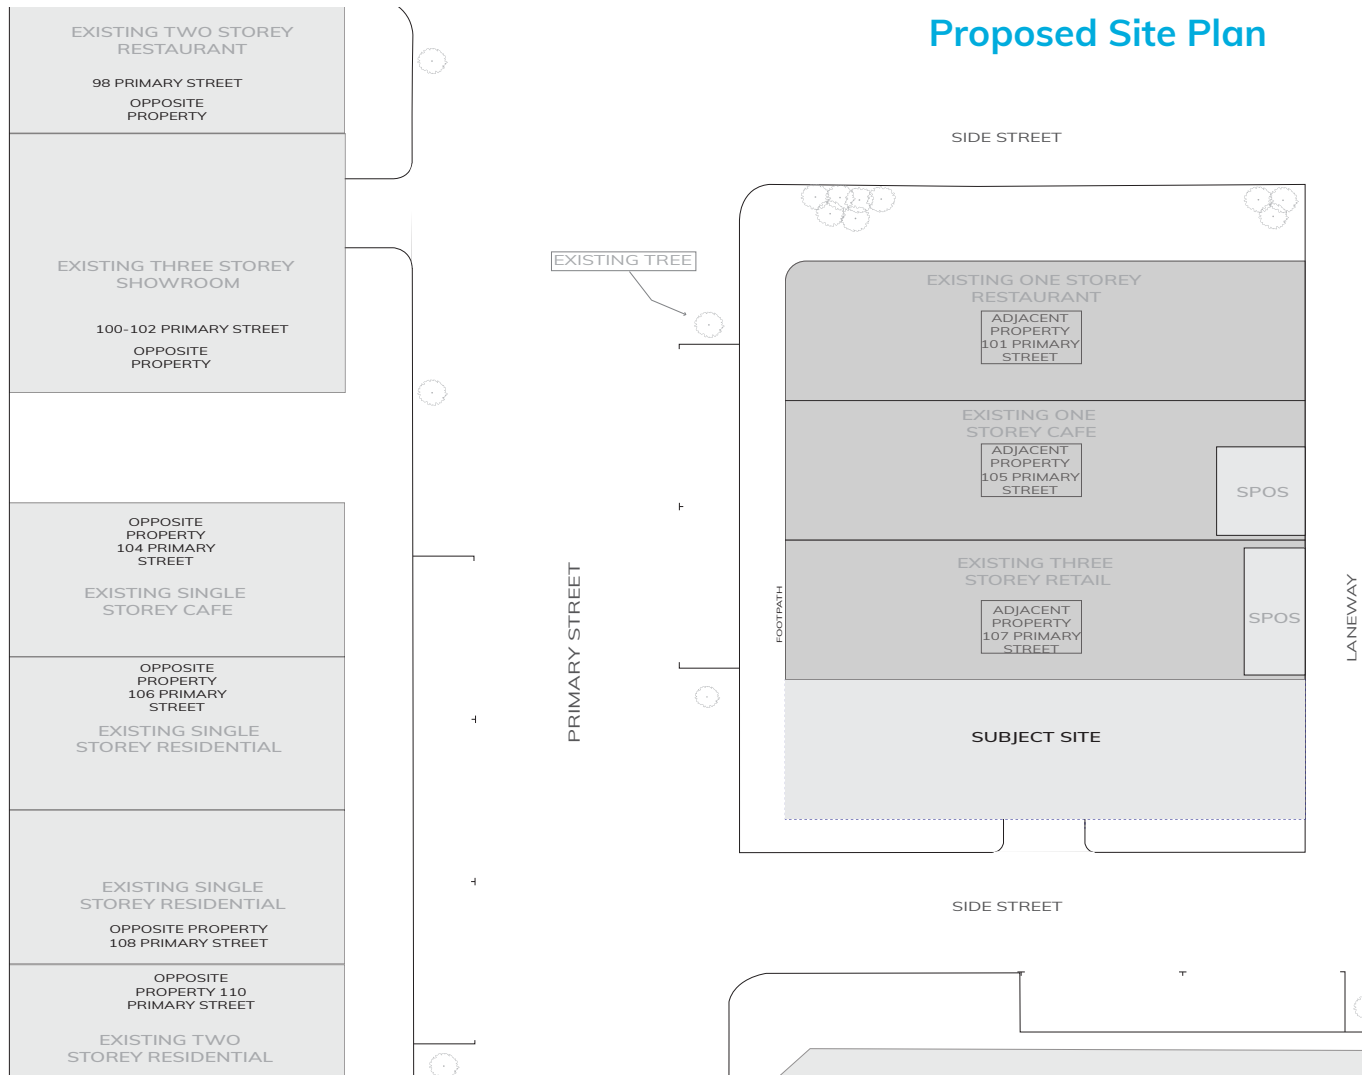 Proposed Site Plan
EXISTING TWO STOREY
RESTAURANT
98 PRIMARY STREET
OPPOSITE
PROPERTY
EXISTING THREE STOREY
SHOWROOM
100-102 PRIMARY STREET
OPPOSITE
PROPERTY
OPPOSITE
PROPERTY
104 PRIMARY
STREET
EXISTING SINGLE
STOREY CAFE
OPPOSITE
PROPERTY
106 PRIMARY
STREET
EXISTING SINGLE
STOREY RESIDENTIAL
EXISTING SINGLE
STOREY RESIDENTIAL
OPPOSITE PROPERTY
108 PRIMARY STREET
OPPOSITE
PROPERTY 110
PRIMARY STREET
EXISTING TWO
STOREY RESIDENTIAL
EXISTING TREE
PRIMARY STREET
SIDE STREET
EXISTING ONE STOREY
RESTAURANT
ADJACENT
PROPERTY
101 PRIMARY
STREET
EXISTING ONE
STOREY CAFE
ADJACENT
PROPERTY
105 PRIMARY
STREET
SPOS
EXISTING THREE
STOREY RETAIL
ADJACENT
PROPERTY
107 PRIMARY
STREET
SPOS
FOOTPATH
LANEWAY
SUBJECT SITE
SIDE STREET